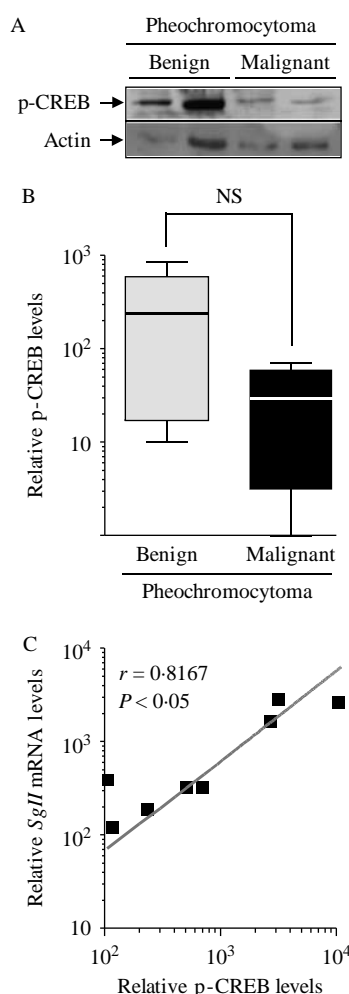 A
Pheochromocytoma
Benign Malignant
p-CREB
Actin
B
NS
Relative p-CREB levels
10³
10²
10
Benign Malignant
Pheochromocytoma
C
Relative SgII mRNA levels
10⁴
10³
10²
10
r = 0·8167
P < 0·05
10² 10³ 10⁴
Relative p-CREB levels